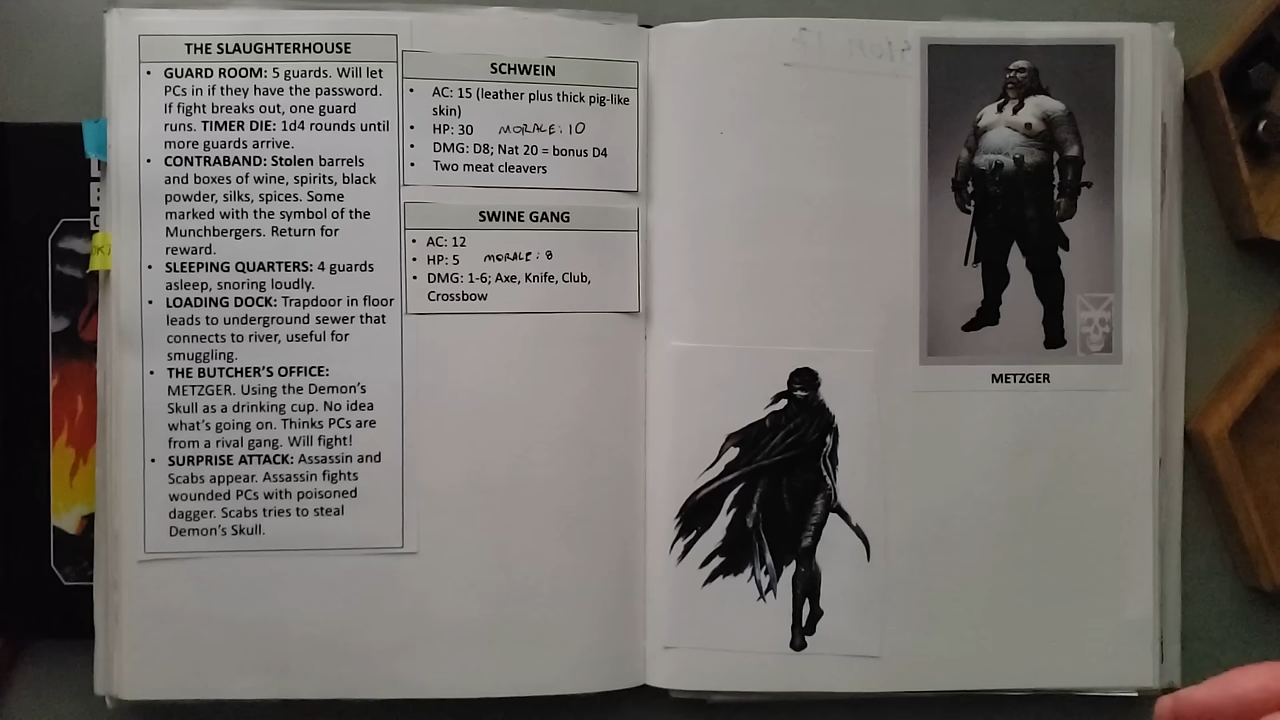 THE SLAUGHTERHOUSE
• GUARD ROOM: 5 guards. Will let
PCs in if they have the password.
If fight breaks out, one guard
runs. TIMER DIE: 1d4 rounds until
more guards arrive.
• CONTRABAND: Stolen barrels
and boxes of wine, spirits, black
powder, silks, spices. Some
marked with the symbol of the
Munchbergers. Return for
reward.
• SLEEPING QUARTERS: 4 guards
asleep, snoring loudly.
• LOADING DOCK: Trapdoor in floor
leads to underground sewer that
connects to river, useful for
smuggling.
• THE BUTCHER'S OFFICE:
METZGER. Using the Demon's
Skull as a drinking cup. No idea
what's going on. Thinks PCs are
from a rival gang. Will fight!
• SURPRISE ATTACK: Assassin and
Scabs appear. Assassin fights
wounded PCs with poisoned
dagger. Scabs tries to steal
Demon's Skull.
SCHWEIN
• AC: 15 (leather plus thick pig-like
skin)
• HP: 30 MORALE: 10
• DMG: D8; Nat 20 = bonus D4
• Two meat cleavers
SWINE GANG
• AC: 12
• HP: 5 MORALE: 8
• DMG: 1-6; Axe, Knife, Club,
Crossbow
METZGER